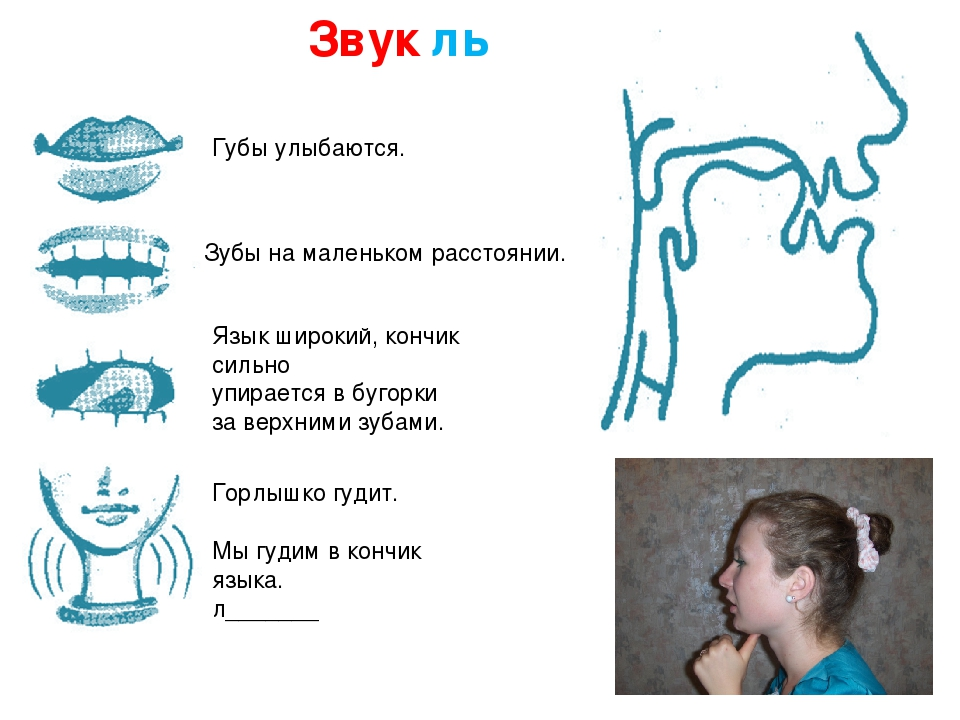 Звук ль
Губы улыбаются.
Зубы на маленьком расстоянии.
Язык широкий, кончик
сильно
упирается в бугорки
за верхними зубами.
Горлышко гудит.
Мы гудим в кончик
языка.
л_______